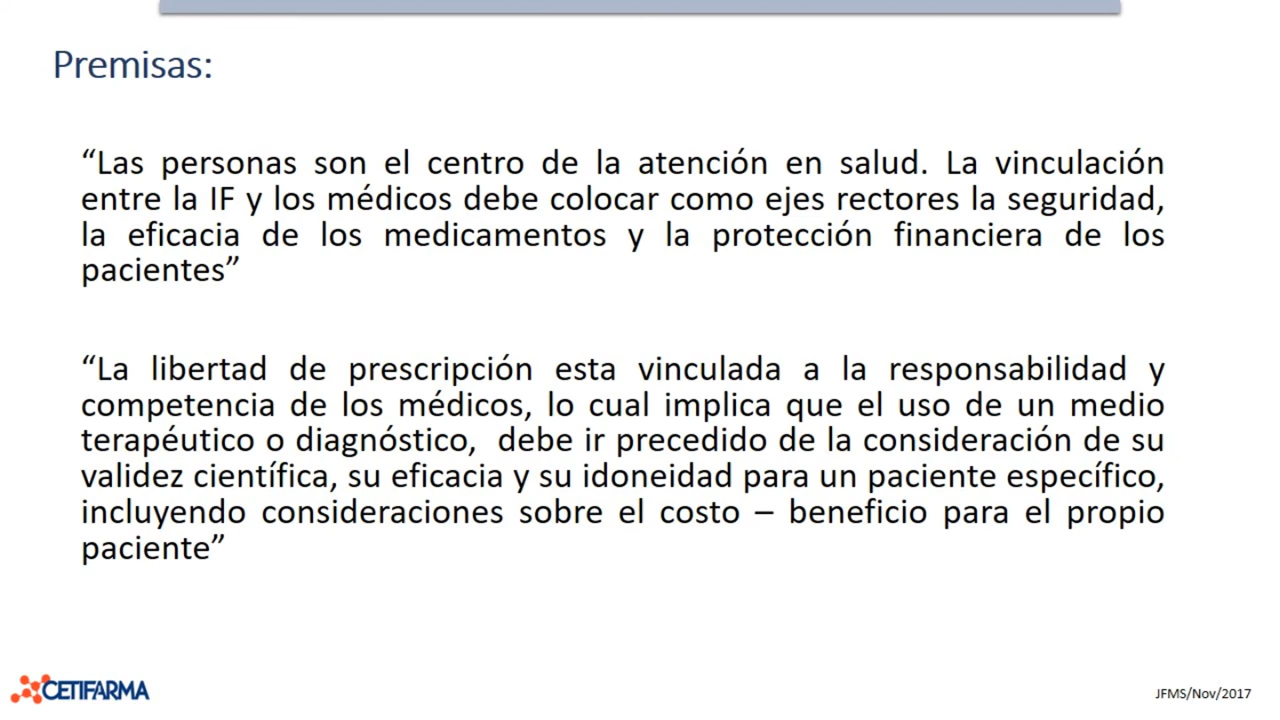 Premisas:
“Las personas son el centro de la atención en salud. La vinculación
entre la IF y los médicos debe colocar como ejes rectores la seguridad,
la eficacia de los medicamentos y la protección financiera de los
pacientes”
“La libertad de prescripción esta vinculada a la responsabilidad y
competencia de los médicos, lo cual implica que el uso de un medio
terapéutico o diagnóstico,  debe ir precedido de la consideración de su
validez científica, su eficacia y su idoneidad para un paciente específico,
incluyendo consideraciones sobre el costo – beneficio para el propio
paciente”
CETIFARMA
JFMS/Nov/2017